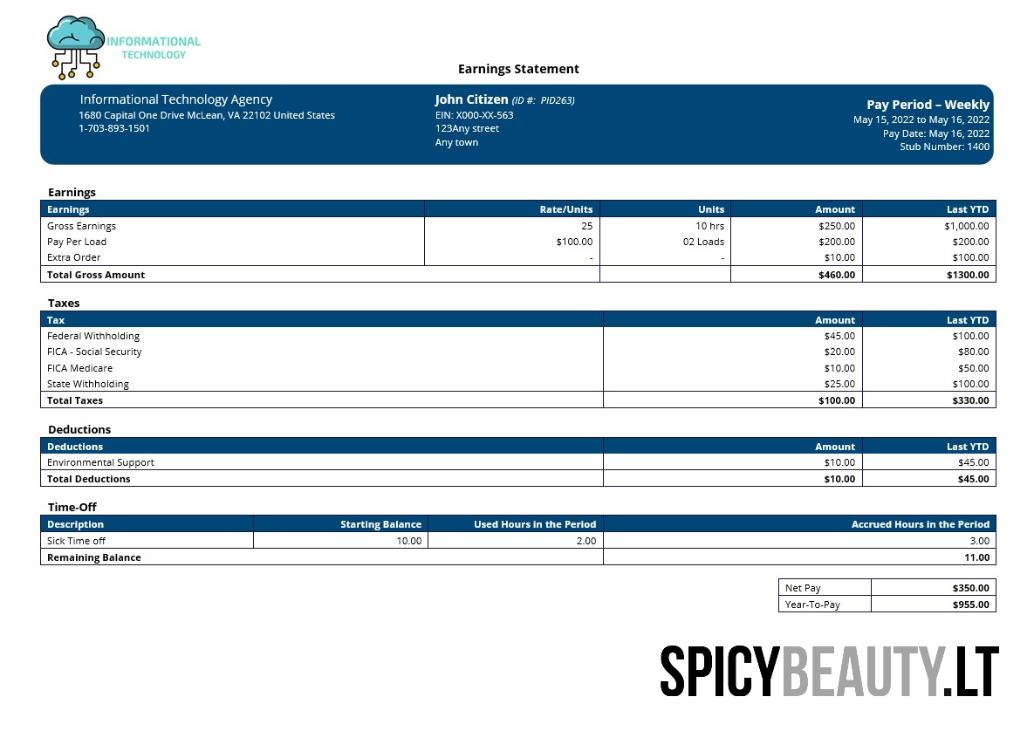 INFORMATIONAL
TECHNOLOGY
Earnings Statement
Informational Technology Agency
1680 Capital One Drive McLean, VA 22102 United States
1-703-893-1501
John Citizen (ID #: PID263)
EIN: X000-XX-563
123Any street
Any town
Pay Period – Weekly
May 15, 2022 to May 16, 2022
Pay Date: May 16, 2022
Stub Number: 1400
Earnings
Earnings Rate/Units Units Amount Last YTD
Gross Earnings 25 10 hrs $250.00 $1,000.00
Pay Per Load $100.00 02 Loads $200.00 $200.00
Extra Order - - $10.00 $100.00
Total Gross Amount $460.00 $1300.00
Taxes
Tax Amount Last YTD
Federal Withholding $45.00 $100.00
FICA - Social Security $20.00 $80.00
FICA Medicare $10.00 $50.00
State Withholding $25.00 $100.00
Total Taxes $100.00 $330.00
Deductions
Deductions Amount Last YTD
Environmental Support $10.00 $45.00
Total Deductions $10.00 $45.00
Time-Off
Description Starting Balance Used Hours in the Period Accrued Hours in the Period
Sick Time off 10.00 2.00 3.00
Remaining Balance 11.00
Net Pay $350.00
Year-To-Pay $955.00
SPICYBEAUTY.LT